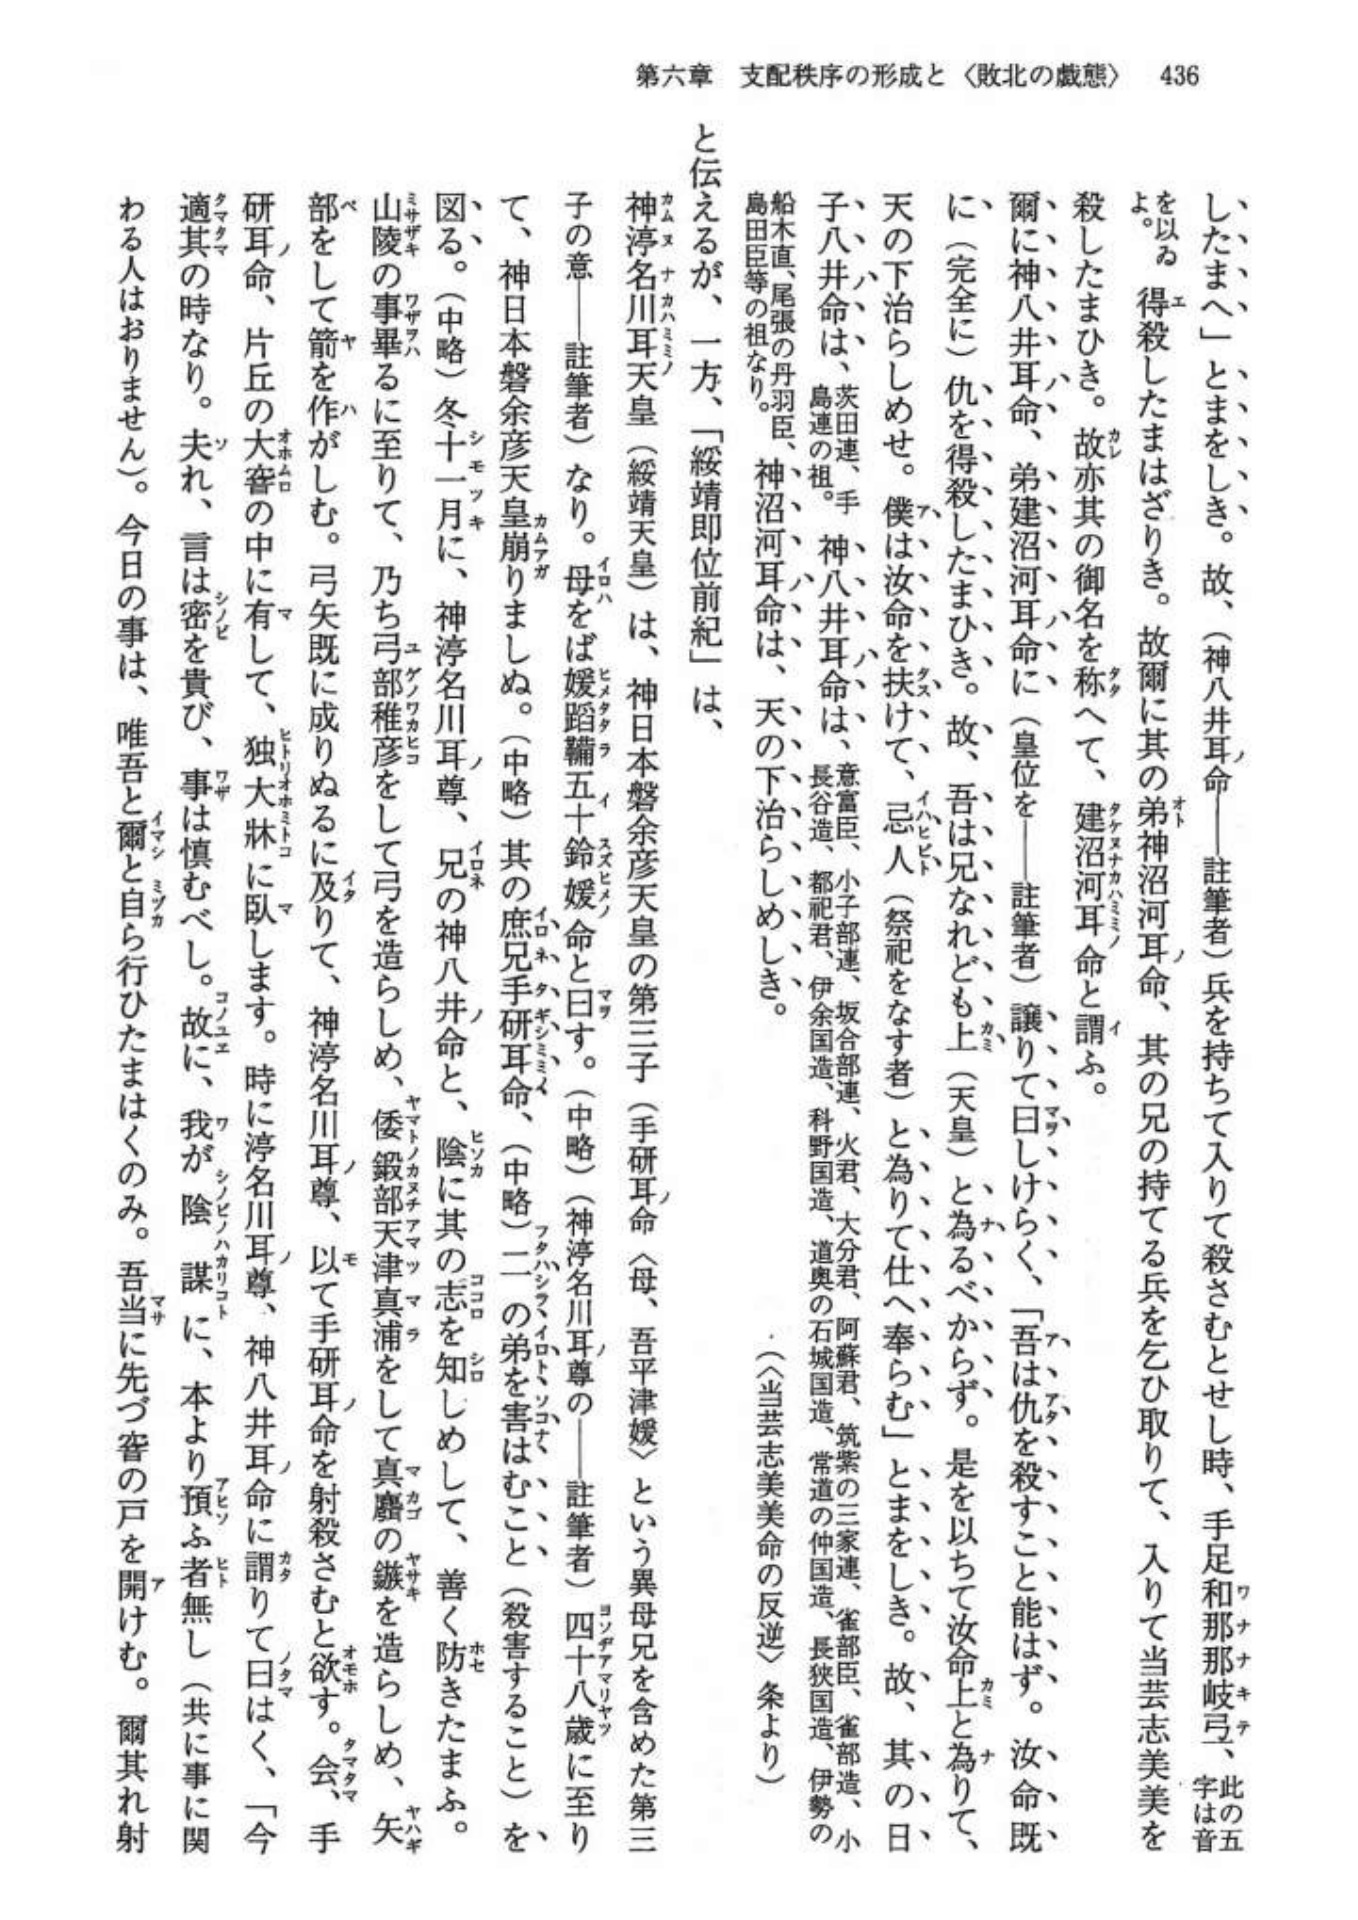 第六章　支配秩序の形成と〈敗北の戯態〉　436
したまへ」とまをしき。故、（神八井耳命――註筆者）兵を持ちて入りて殺さむとせし時、手足和那那岐弖、此の五字は音
を以ゐよ。得殺したまはざりき。故爾に其の弟神沼河耳命、其の兄の持てる兵を乞ひ取りて、入りて当芸志美美を
殺したまひき。故亦其の御名を称へて、建沼河耳命と謂ふ。
爾に神八井耳命、弟建沼河耳命に（皇位を――註筆者）譲りて曰しけらく、「吾は仇を殺すこと能はず。汝命既
に（完全に）仇を得殺したまひき。故、吾は兄なれども上（天皇）と為るべからず。是を以ちて汝命上と為りて、
天の下治らしめせ。僕は汝命を扶けて、忌人（祭祀をなす者）と為りて仕へ奉らむ」とまをしき。故、其の日
子八井命は、茨田連、手島連の祖。神八井耳命は、意富臣、小子部連、坂合部連、火君、大分君、阿蘇君、筑紫の三家連、雀部臣、雀部造、小長谷造、都祁君、伊余国造、科野国造、道奥の石城国造、常道の仲国造、長狭国造、伊勢の
船木直、尾張の丹羽臣、島田臣等の祖なり。神沼河耳命は、天の下治らしめしき。
（〈当芸志美美命の反逆〉条より）
と伝えるが、一方、「綏靖即位前紀」は、
神渟名川耳天皇（綏靖天皇）は、神日本磐余彦天皇の第三子（手研耳命〈母、吾平津媛〉という異母兄を含めた第三
子の意――註筆者）なり。母をば媛蹈鞴五十鈴媛命と曰す。（中略）（神渟名川耳尊の――註筆者）四十八歳に至り
て、神日本磐余彦天皇崩りましぬ。（中略）其の庶兄手研耳命、（中略）二の弟を害はむこと（殺害すること）を
図る。（中略）冬十一月に、神渟名川耳尊、兄の神八井命と、陰に其の志を知しめして、善く防きたまふ。
山陵の事畢るに至りて、乃ち弓部稚彦をして弓を造らしめ、倭鍛部天津真浦をして真麛の鏃を造らしめ、矢
部をして箭を作がしむ。弓矢既に成りぬるに及りて、神渟名川耳尊、以て手研耳命を射殺さむと欲す。会、手
研耳命、片丘の大窨の中に有して、独大牀に臥します。時に渟名川耳尊、神八井耳命に謂りて曰はく、「今
適其の時なり。夫れ、言は密を貴び、事は慎むべし。故に、我が陰謀に、本より預ふ者無し（共に事に関
わる人はおりません）。今日の事は、唯吾と爾と自ら行ひたまはくのみ。吾当に先づ窨の戸を開けむ。爾其れ射